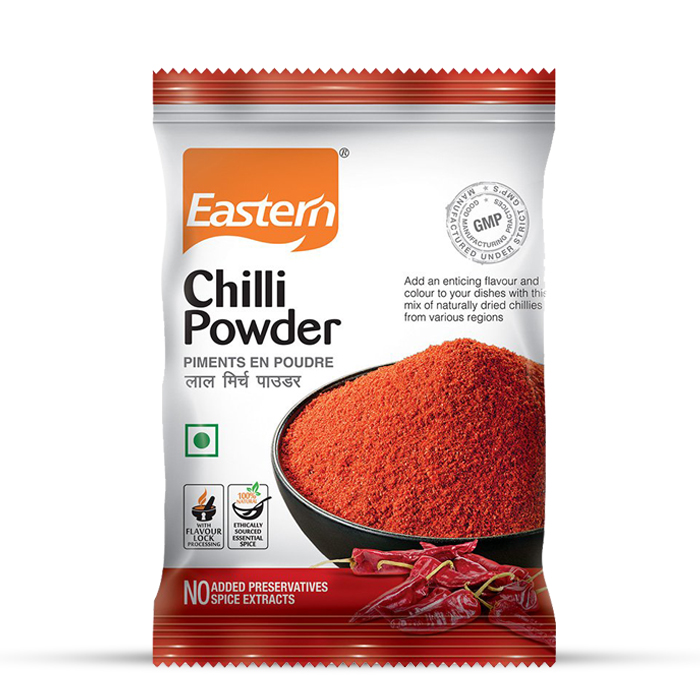 Eastern®
Chilli
Powder
PIMENTS EN POUDRE
लाल मिर्च पाउडर
MANUFACTURED UNDER STRICT GMP'S
GOOD MANUFACTURING PRACTICES
GMP
Add an enticing flavour and
colour to your dishes with this
mix of naturally dried chillies
from various regions
WITH
FLAVOUR
LOCK
PROCESSING
100%
NATURAL
ETHICALLY
SOURCED
ESSENTIAL
SPICE
NO ADDED PRESERVATIVES
SPICE EXTRACTS